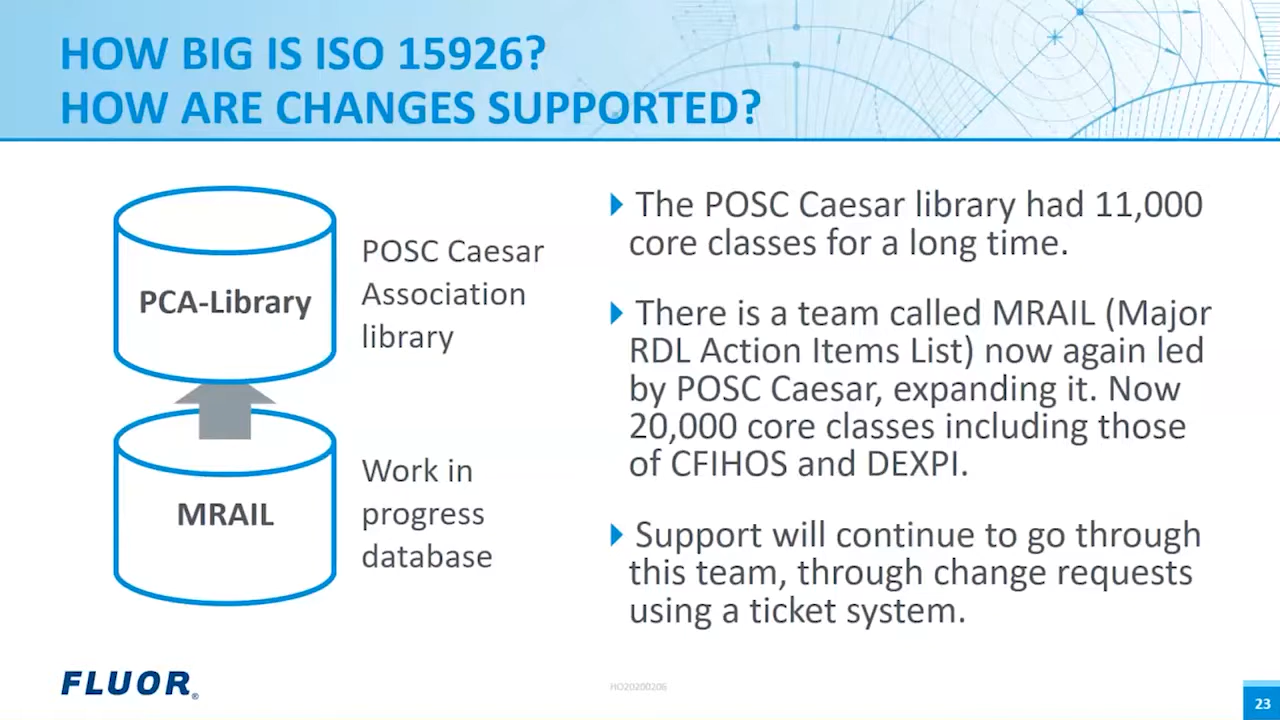 HOW BIG IS ISO 15926?
HOW ARE CHANGES SUPPORTED?
PCA-Library
POSC Caesar
Association
library
MRAIL
Work in
progress
database
The POSC Caesar library had 11,000
core classes for a long time.
There is a team called MRAIL (Major
RDL Action Items List) now again led
by POSC Caesar, expanding it. Now
20,000 core classes including those
of CFIHOS and DEXPI.
Support will continue to go through
this team, through change requests
using a ticket system.
FLUOR®
HO20200206
23